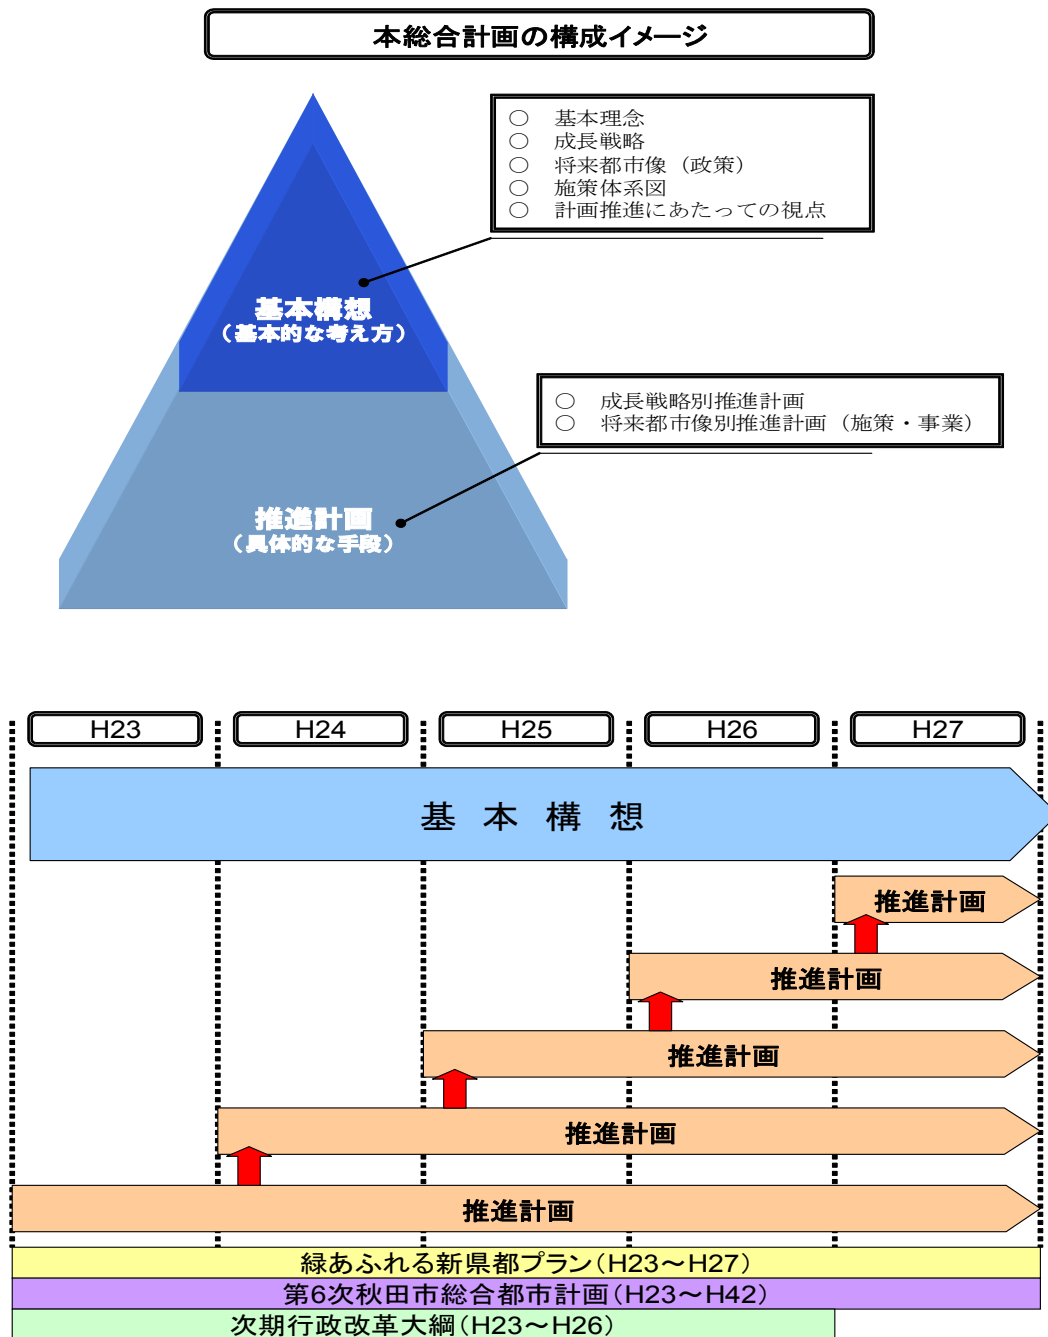 本総合計画の構成イメージ
○ 基本理念
○ 成長戦略
○ 将来都市像（政策）
○ 施策体系図
○ 計画推進にあたっての視点
基本構想
（基本的な考え方）
○ 成長戦略別推進計画
○ 将来都市像別推進計画（施策・事業）
推進計画
（具体的な手段）
H23 H24 H25 H26 H27
基本構想
推進計画
推進計画
推進計画
推進計画
推進計画
緑あふれる新県都プラン(H23～H27)
第6次秋田市総合都市計画(H23～H42)
次期行政改革大綱(H23～H26)